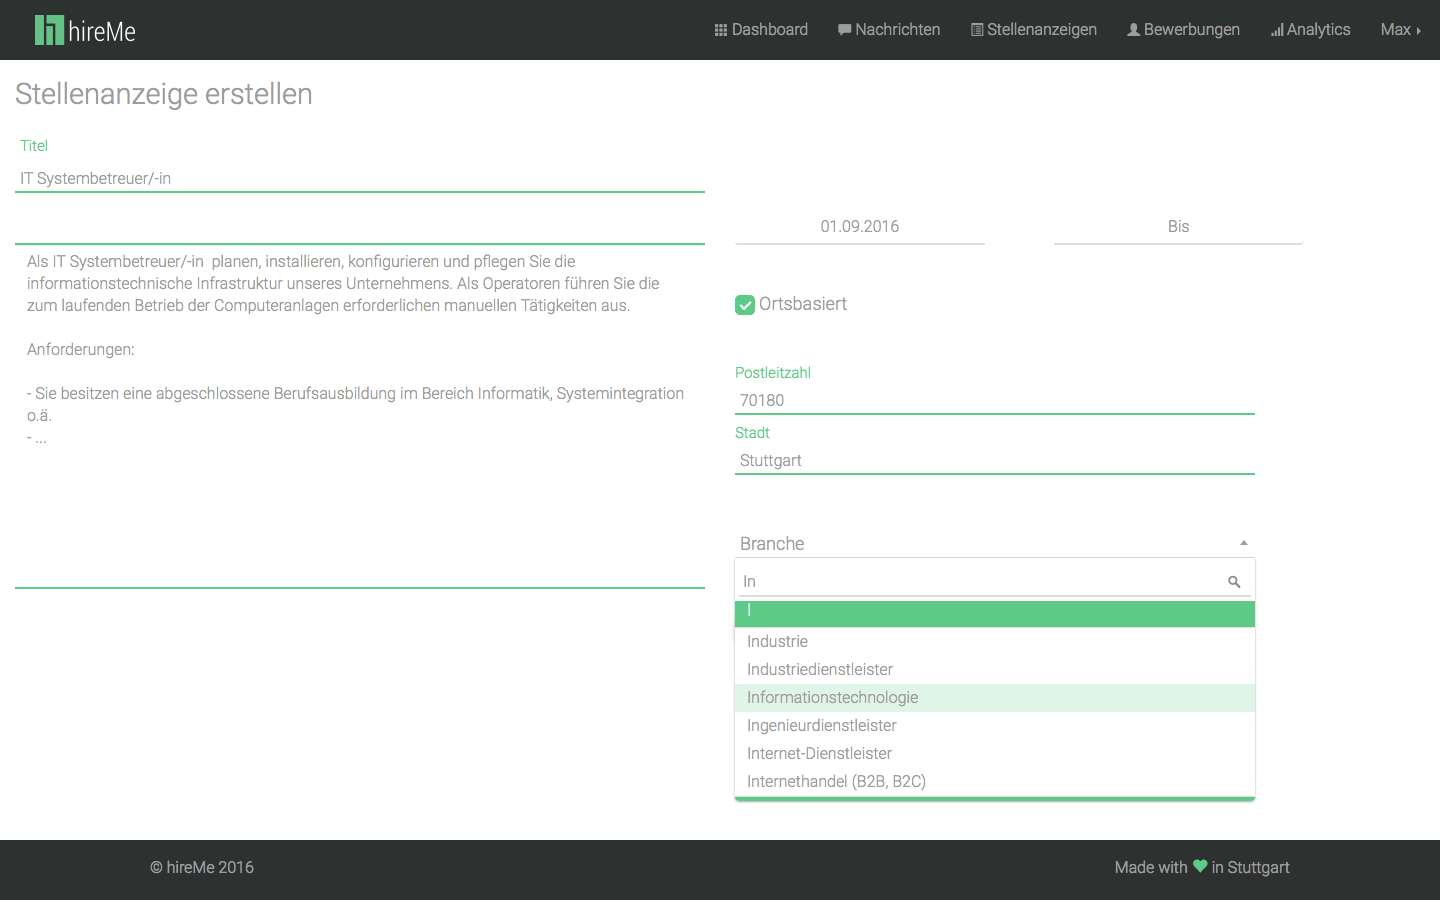 hireMe
Dashboard
Nachrichten
Stellenanzeigen
Bewerbungen
Analytics
Max
Stellenanzeige erstellen
Titel
IT Systembetreuer/-in
Als IT Systembetreuer/-in  planen, installieren, konfigurieren und pflegen Sie die
informationstechnische Infrastruktur unseres Unternehmens. Als Operatoren führen Sie die
zum laufenden Betrieb der Computeranlagen erforderlichen manuellen Tätigkeiten aus.
Anforderungen:
- Sie besitzen eine abgeschlossene Berufsausbildung im Bereich Informatik, Systemintegration
o.ä.
- ...
01.09.2016
Bis
Ortsbasiert
Postleitzahl
70180
Stadt
Stuttgart
Branche
In
I
Industrie
Industriedienstleister
Informationstechnologie
Ingenieurdienstleister
Internet-Dienstleister
Internethandel (B2B, B2C)
© hireMe 2016
Made with ♥ in Stuttgart